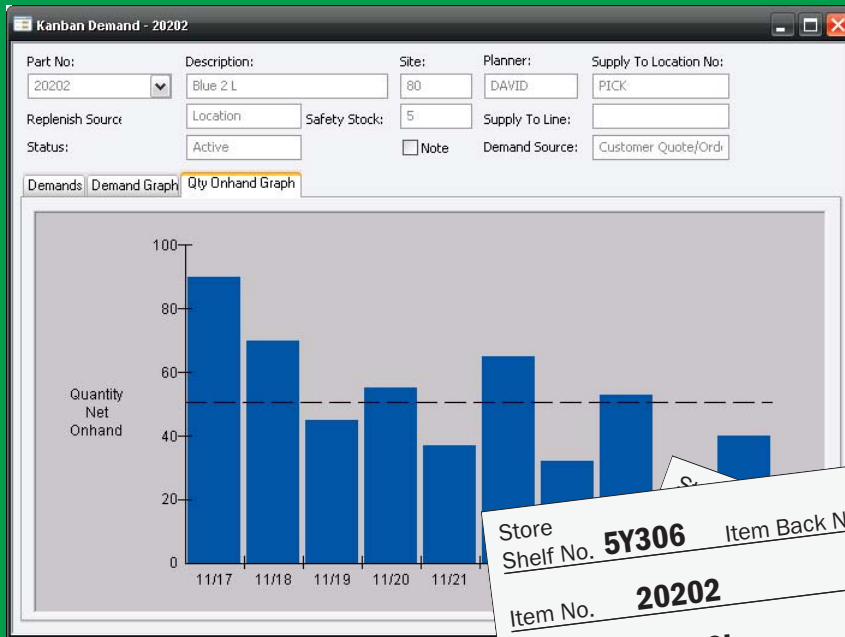 Kanban Demand - 20202
Part No: Description: Site: Planner: Supply To Location No:
20202 Blue 2 L 80 DAVID PICK
Replenish Source Location Safety Stock: 5 Supply To Line:
Status: Active Note Demand Source: Customer Quote/Ord
Demands Demand Graph Qty Onhand Graph
100
80
60
Quantity
Net
Onhand
40
20
0
11/17 11/18 11/19 11/20 11/21
Store
Shelf No. 5Y306 Item Back N
Item No. 20202